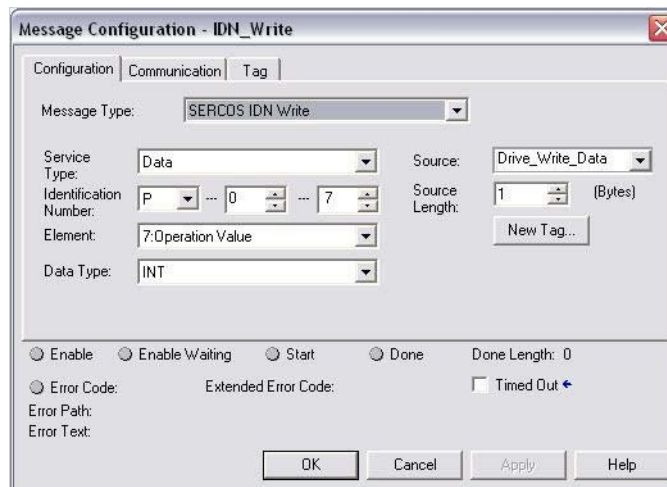 Message Configuration - IDN_Write
Configuration Communication Tag
Message Type: SERCOS IDN Write
Service Type: Data Source: Drive_Write_Data
Identification Number: P --- 0 --- 7 Source Length: 1 (Bytes)
Element: 7:Operation Value New Tag...
Data Type: INT
Enable Enable Waiting Start Done Done Length: 0
Error Code: Extended Error Code: Timed Out
Error Path:
Error Text:
OK Cancel Apply Help